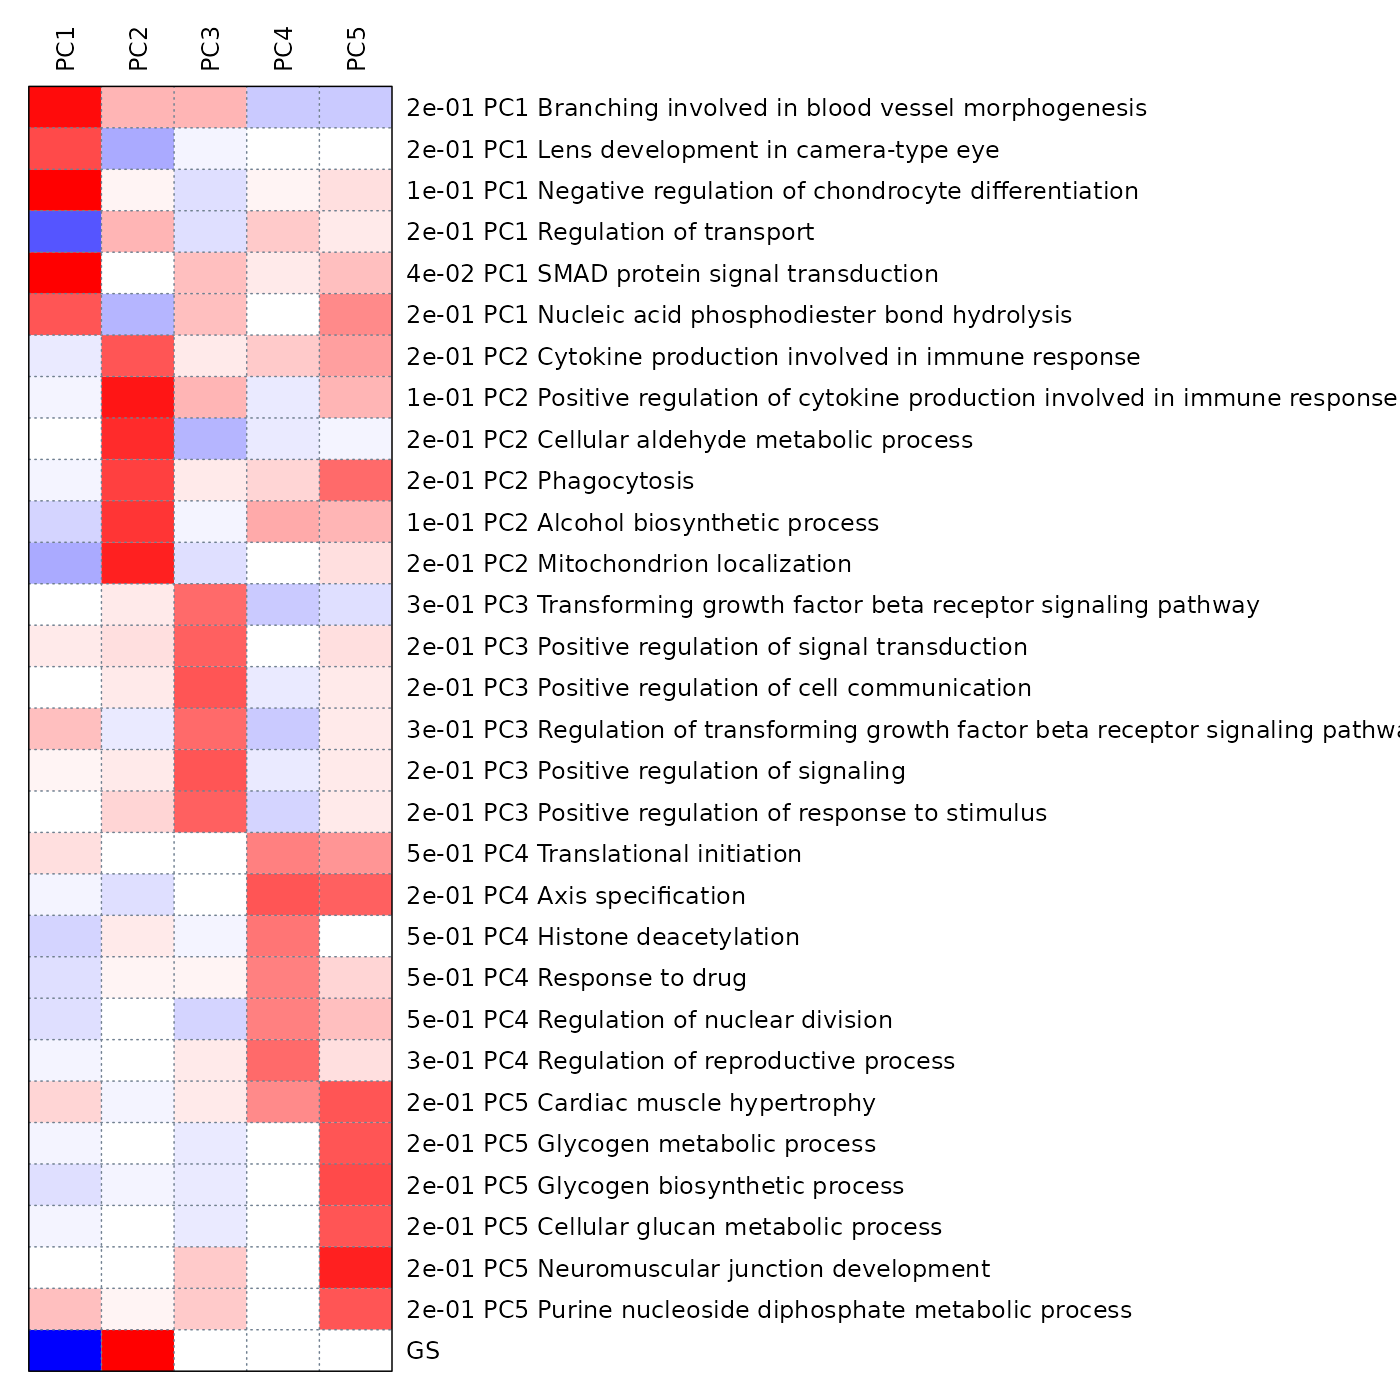 PC1 PC2 PC3 PC4 PC5
2e-01 PC1 Branching involved in blood vessel morphogenesis
2e-01 PC1 Lens development in camera-type eye
1e-01 PC1 Negative regulation of chondrocyte differentiation
2e-01 PC1 Regulation of transport
4e-02 PC1 SMAD protein signal transduction
2e-01 PC1 Nucleic acid phosphodiester bond hydrolysis
2e-01 PC2 Cytokine production involved in immune response
1e-01 PC2 Positive regulation of cytokine production involved in immune response
2e-01 PC2 Cellular aldehyde metabolic process
2e-01 PC2 Phagocytosis
1e-01 PC2 Alcohol biosynthetic process
2e-01 PC2 Mitochondrion localization
3e-01 PC3 Transforming growth factor beta receptor signaling pathway
2e-01 PC3 Positive regulation of signal transduction
2e-01 PC3 Positive regulation of cell communication
3e-01 PC3 Regulation of transforming growth factor beta receptor signaling pathwa
2e-01 PC3 Positive regulation of signaling
2e-01 PC3 Positive regulation of response to stimulus
5e-01 PC4 Translational initiation
2e-01 PC4 Axis specification
5e-01 PC4 Histone deacetylation
5e-01 PC4 Response to drug
5e-01 PC4 Regulation of nuclear division
3e-01 PC4 Regulation of reproductive process
2e-01 PC5 Cardiac muscle hypertrophy
2e-01 PC5 Glycogen metabolic process
2e-01 PC5 Glycogen biosynthetic process
2e-01 PC5 Cellular glucan metabolic process
2e-01 PC5 Neuromuscular junction development
2e-01 PC5 Purine nucleoside diphosphate metabolic process
GS